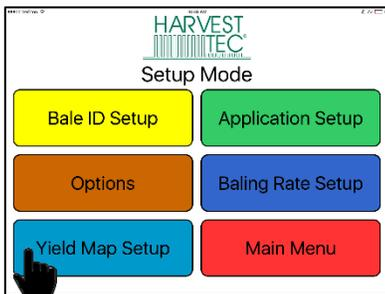 HARVEST
TEC®
Setup Mode
Bale ID Setup
Application Setup
Options
Baling Rate Setup
Yield Map Setup
Main Menu